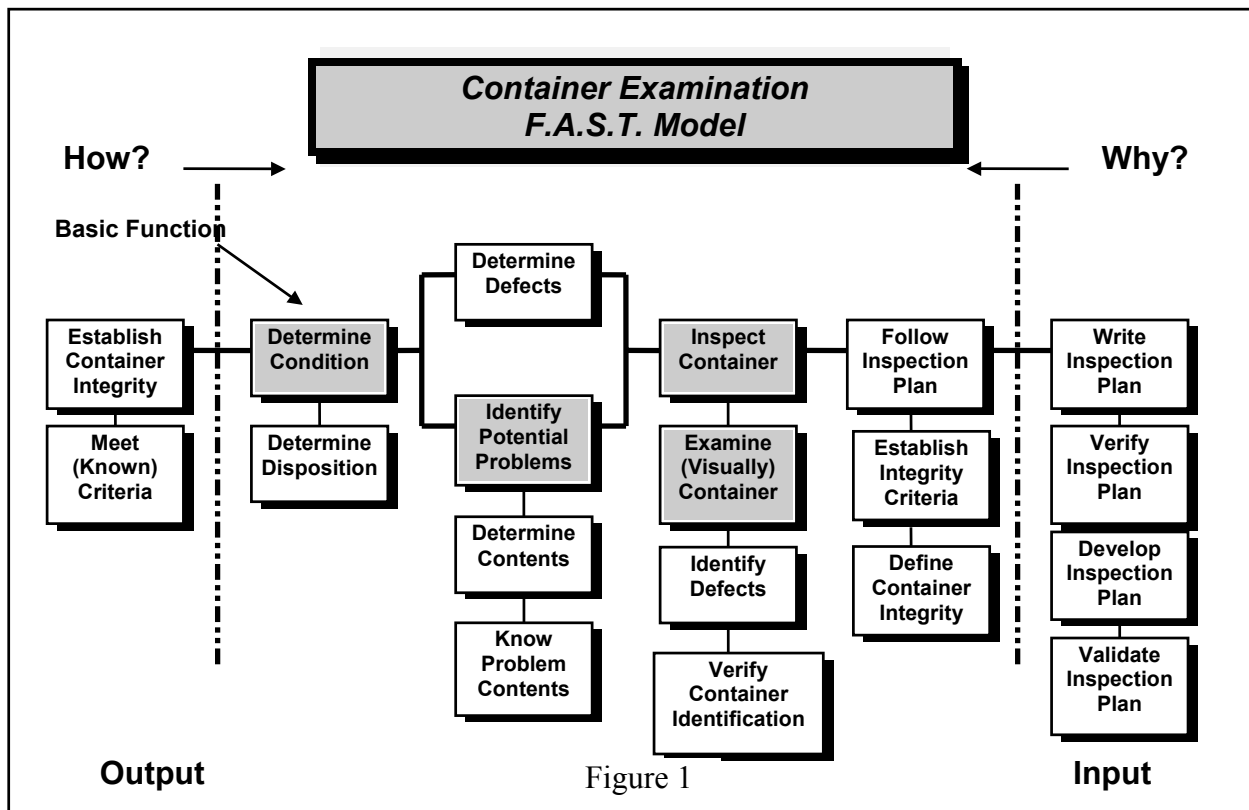 Container Examination
F.A.S.T. Model
How?
Why?
Basic Function
Establish
Container
Integrity
Meet
(Known)
Criteria
Determine
Condition
Determine
Disposition
Determine
Defects
Identify
Potential
Problems
Determine
Contents
Know
Problem
Contents
Inspect
Container
Examine
(Visually)
Container
Identify
Defects
Verify
Container
Identification
Follow
Inspection
Plan
Establish
Integrity
Criteria
Define
Container
Integrity
Write
Inspection
Plan
Verify
Inspection
Plan
Develop
Inspection
Plan
Validate
Inspection
Plan
Output
Figure 1
Input